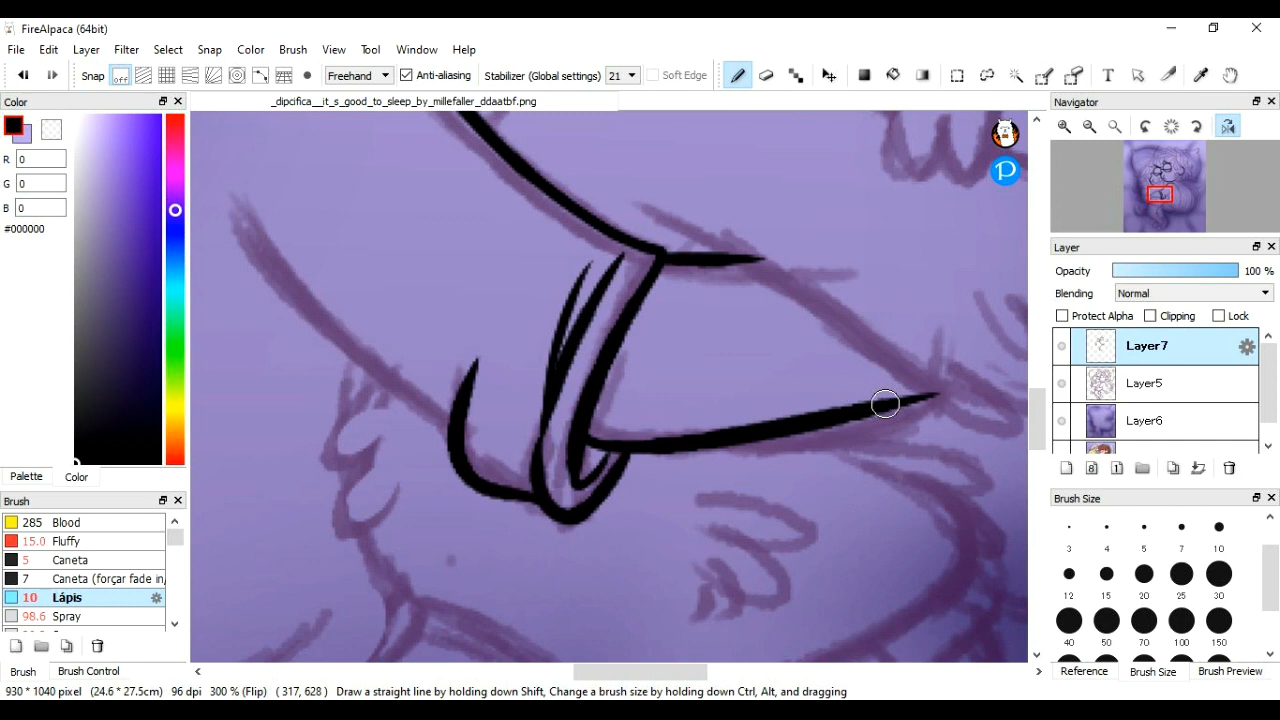 FireAlpaca (64bit)
File Edit Layer Filter Select Snap Color Brush View Tool Window Help
Snap off Freehand Anti-aliasing Stabilizer (Global settings) 21 Soft Edge T
Color
_dipcifica__it_s_good_to_sleep_by_millefaller_ddaatbf.png
Navigator
R 0
G 0
B 0
#000000
P
Layer
Opacity 100 %
Blending Normal
Protect Alpha Clipping Lock
Layer7
Layer5
Layer6
Palette Color
Brush
285 Blood
15.0 Fluffy
5 Caneta
7 Caneta (forçar fade in,
10 Lápis
98.6 Spray
8 1
Brush Size
3 4 5 7 10
12 15 20 25 30
40 50 70 100 150
Brush Brush Control
Reference Brush Size Brush Preview
930 * 1040 pixel (24.6 * 27.5cm) 96 dpi 300 % (Flip) ( 317, 628 ) Draw a straight line by holding down Shift, Change a brush size by holding down Ctrl, Alt, and dragging